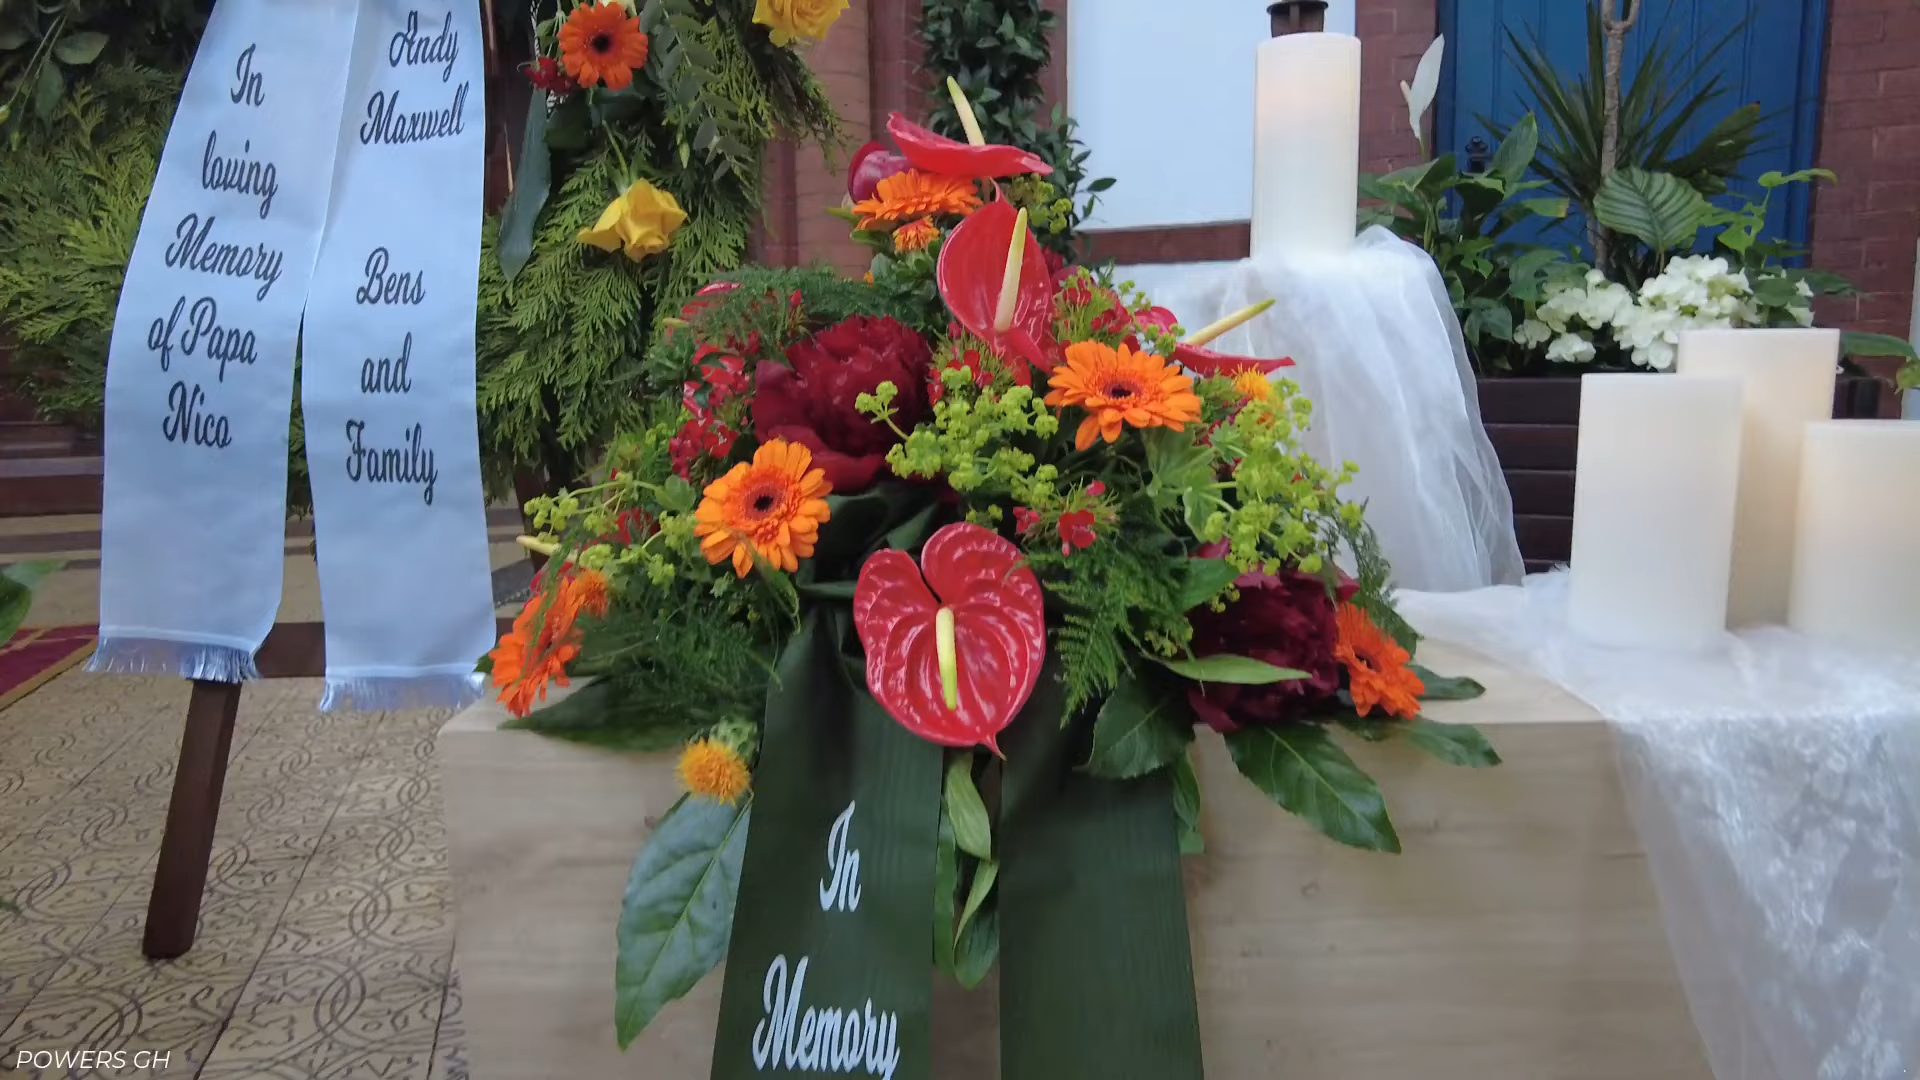 In
loving
Memory
of Papa
Nico
Andy
Maxwell
Bens
and
Family
In
Memory
POWERS GH